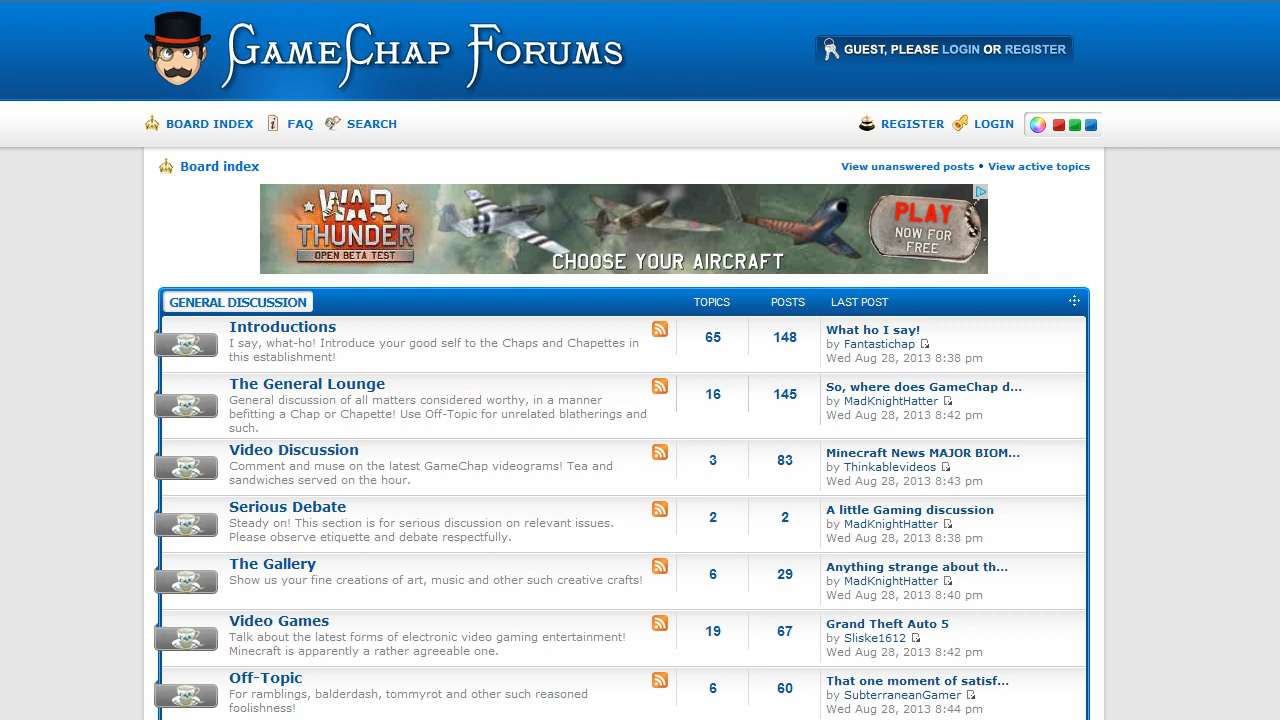 GameChap Forums
GUEST, PLEASE LOGIN OR REGISTER
BOARD INDEX FAQ SEARCH REGISTER LOGIN
Board index View unanswered posts • View active topics
WAR THUNDER
OPEN BETA TEST
CHOOSE YOUR AIRCRAFT
PLAY
NOW FOR
FREE
GENERAL DISCUSSION TOPICS POSTS LAST POST
Introductions
I say, what-ho! Introduce your good self to the Chaps and Chapettes in
this establishment!
65 148
What ho I say!
by Fantastichap
Wed Aug 28, 2013 8:38 pm
The General Lounge
General discussion of all matters considered worthy, in a manner
befitting a Chap or Chapette! Use Off-Topic for unrelated blatherings and
such.
16 145
So, where does GameChap d...
by MadKnightHatter
Wed Aug 28, 2013 8:42 pm
Video Discussion
Comment and muse on the latest GameChap videograms! Tea and
sandwiches served on the hour.
3 83
Minecraft News MAJOR BIOM...
by Thinkablevideos
Wed Aug 28, 2013 8:43 pm
Serious Debate
Steady on! This section is for serious discussion on relevant issues.
Please observe etiquette and debate respectfully.
2 2
A little Gaming discussion
by MadKnightHatter
Wed Aug 28, 2013 8:38 pm
The Gallery
Show us your fine creations of art, music and other such creative crafts!
6 29
Anything strange about th...
by MadKnightHatter
Wed Aug 28, 2013 8:40 pm
Video Games
Talk about the latest forms of electronic video gaming entertainment!
Minecraft is apparently a rather agreeable one.
19 67
Grand Theft Auto 5
by Sliske1612
Wed Aug 28, 2013 8:42 pm
Off-Topic
For ramblings, balderdash, tommyrot and other such reasoned
foolishness!
6 60
That one moment of satisf...
by SubterraneanGamer
Wed Aug 28, 2013 8:44 pm